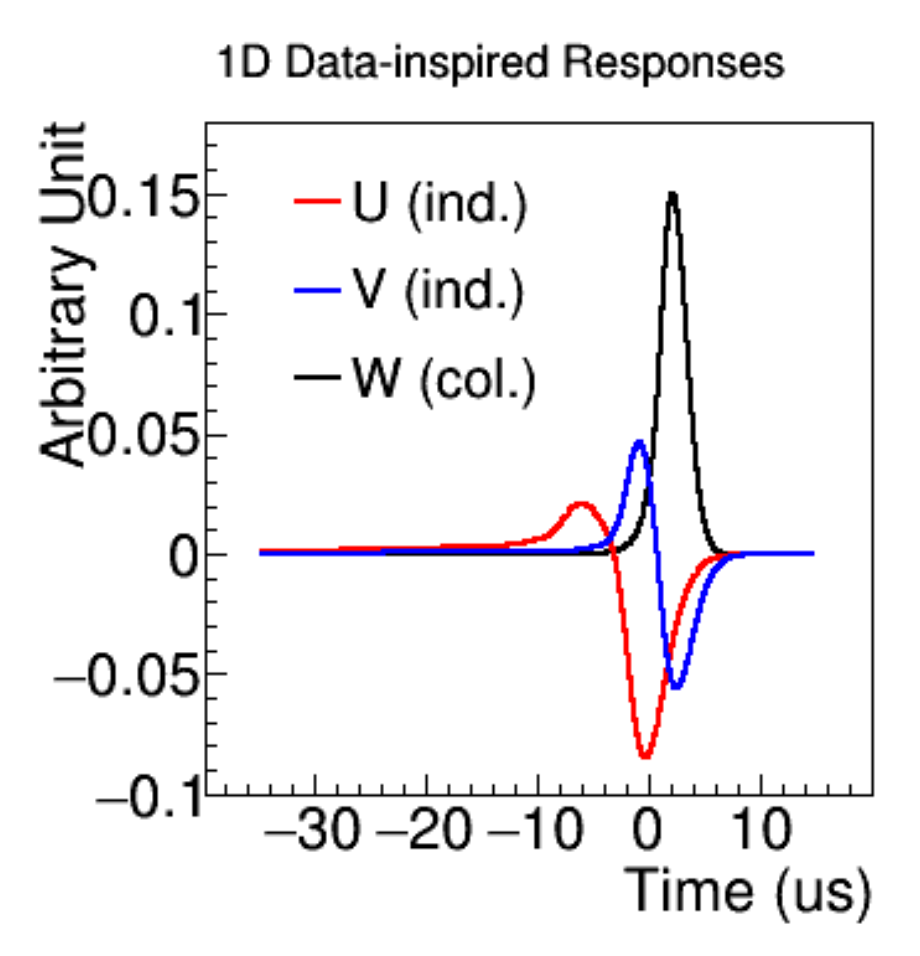 1D Data-inspired Responses
Arbitrary Unit
0.15
0.1
0.05
0
−0.05
−0.1
U (ind.)
V (ind.)
W (col.)
−30 −20 −10 0 10
Time (us)